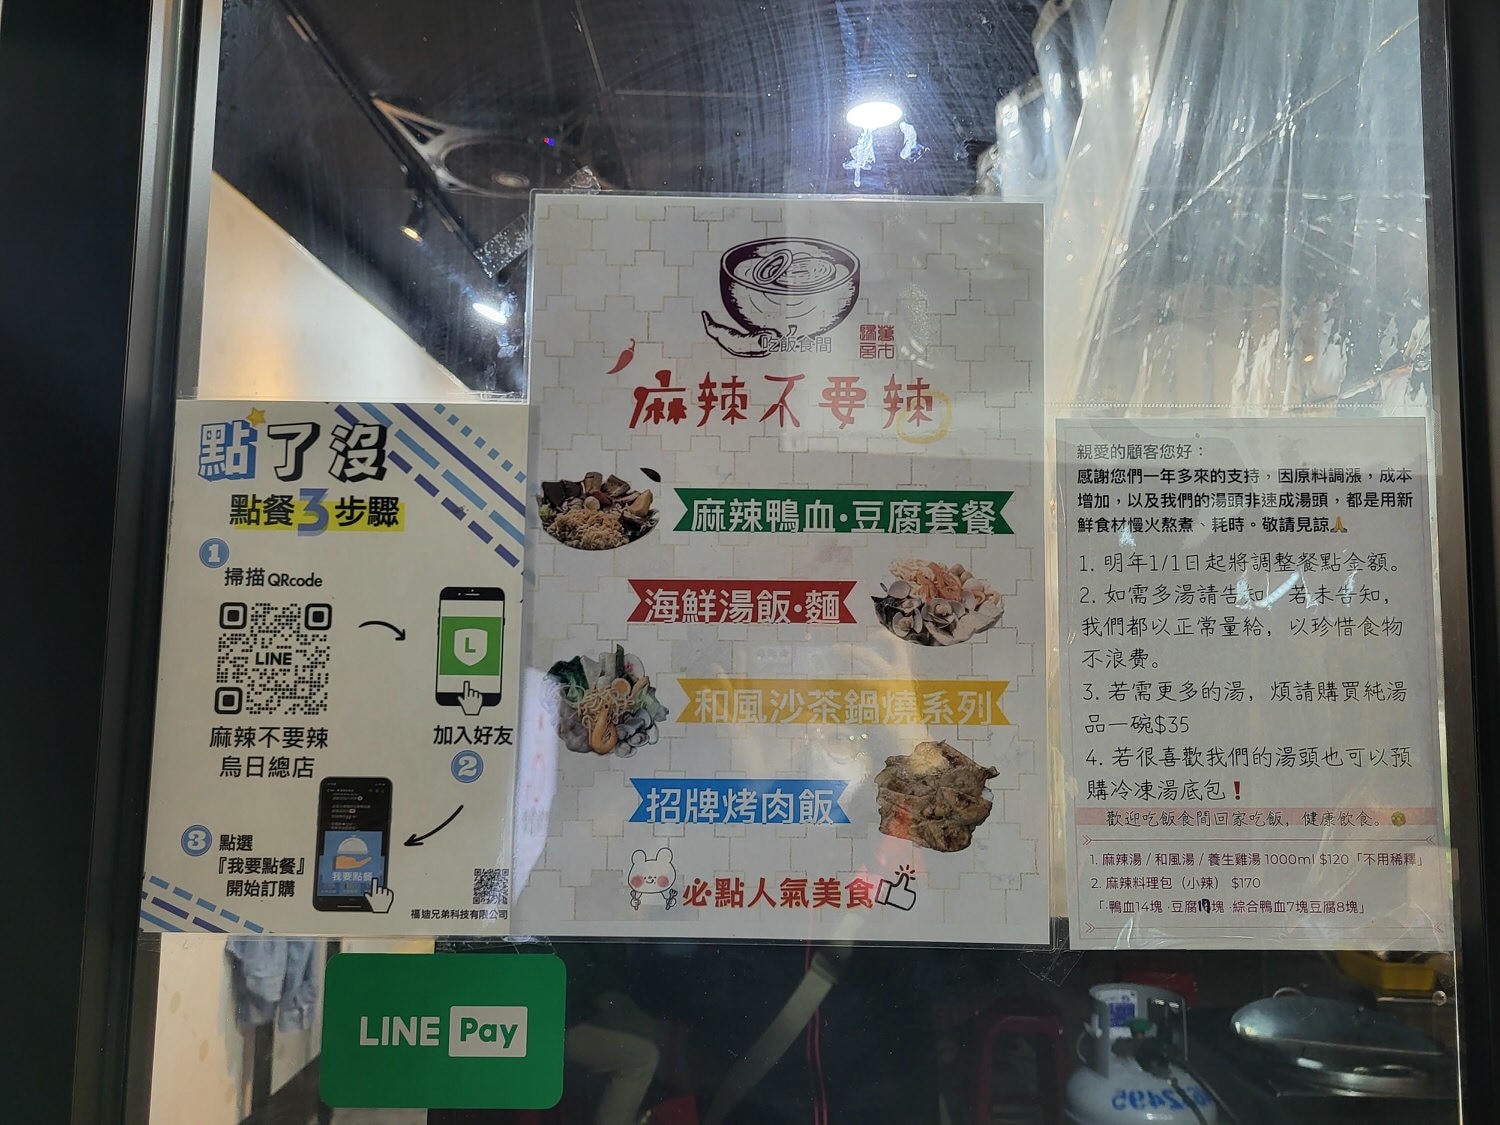 點了沒
點餐3步驟
1
掃描QRcode
LINE
麻辣不要辣
烏日總店
L
加入好友
2
3
點選
『我要點餐』
開始訂購
我要點餐
福迪兄弟科技有限公司
LINE Pay
吃飯食間
麻辣不要辣
麻辣鴨血·豆腐套餐
海鮮湯飯·麵
和風沙茶鍋燒系列
招牌烤肉飯
必點人氣美食
親愛的顧客您好：
感謝您們一年多來的支持，因原料調漲，成本
增加，以及我們的湯頭非速成湯頭，都是用新
鮮食材慢火熬煮、耗時。敬請見諒🙏
1. 明年1/1日起將調整餐點金額。
2. 如需多湯請告知，若未告知，
我們都以正常量給，以珍惜食物
不浪費。
3. 若需更多的湯，煩請購買純湯
品一碗$35
4. 若很喜歡我們的湯頭也可以預
購冷凍湯底包❗
歡迎吃飯食間回家吃飯，健康飲食。
1. 麻辣湯 / 和風湯 / 養生雞湯 1000ml $120「不用稀釋」
2. 麻辣料理包（小辣） $170
「·鴨血14塊 ·豆腐塊 ·綜合鴨血7塊豆腐8塊」